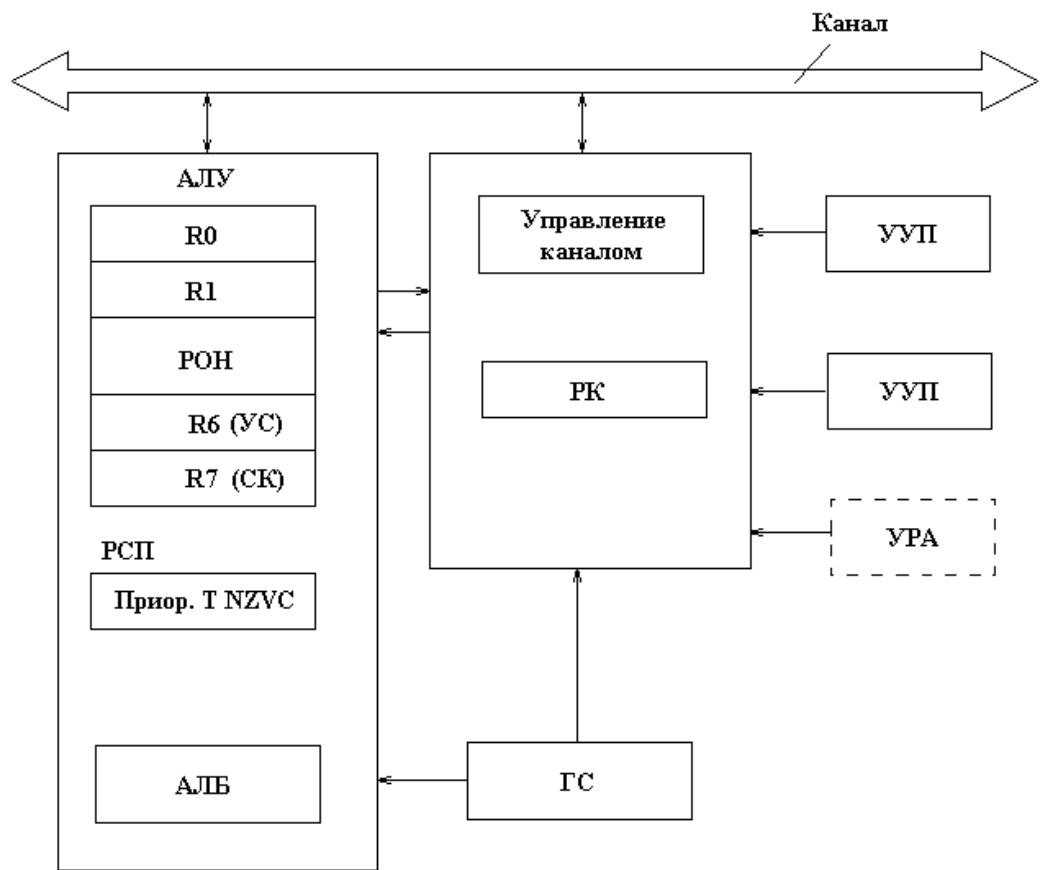 Канал
АЛУ
R0
R1
РОН
R6 (УС)
R7 (СК)
РСП
Приор. T NZVC
АЛБ
Управление
каналом
РК
УУП
УУП
УРА
ГС